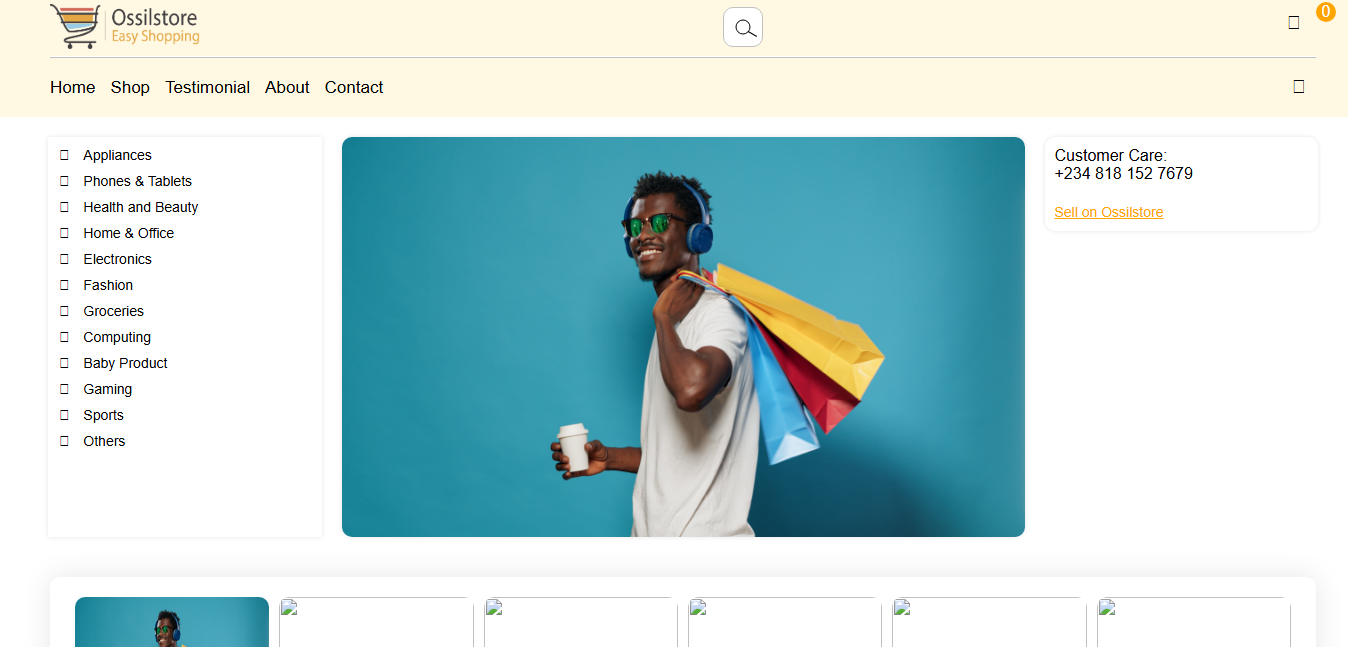 Ossilstore
Easy Shopping
0
Home Shop Testimonial About Contact
Appliances
Phones & Tablets
Health and Beauty
Home & Office
Electronics
Fashion
Groceries
Computing
Baby Product
Gaming
Sports
Others
Customer Care:
+234 818 152 7679
Sell on Ossilstore